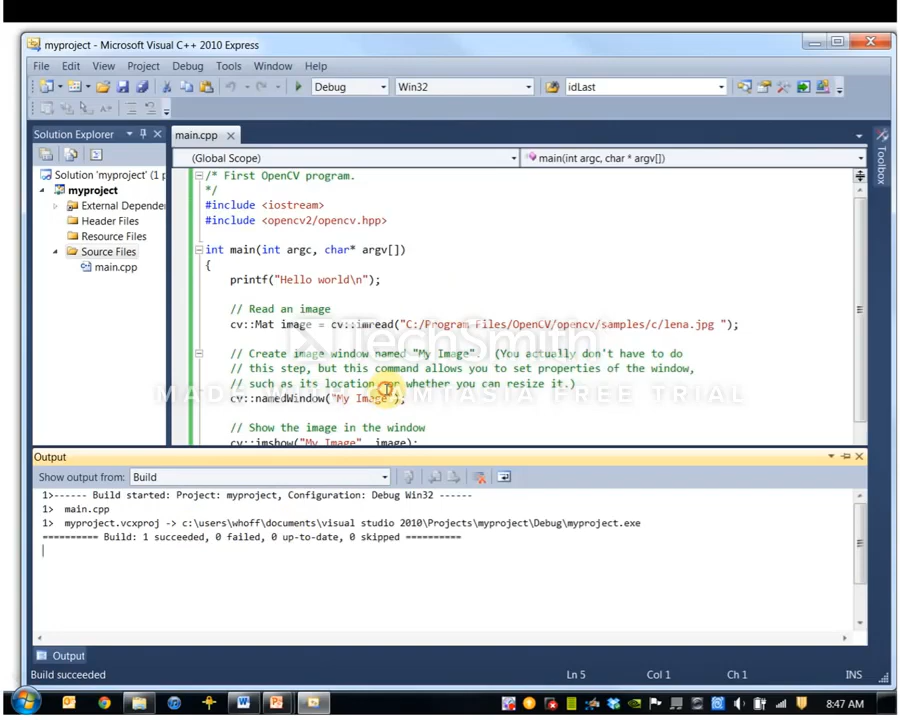 myproject - Microsoft Visual C++ 2010 Express
File Edit View Project Debug Tools Window Help
Debug Win32 idLast
Solution Explorer main.cpp
(Global Scope) main(int argc, char * argv[])
Toolbox
Solution 'myproject' (1 p
myproject
External Depende
Header Files
Resource Files
Source Files
main.cpp
/* First OpenCV program.
*/
#include <iostream>
#include <opencv2/opencv.hpp>
int main(int argc, char* argv[])
{
printf("Hello world\n");
// Read an image
cv::Mat image = cv::imread("C:/Program Files/OpenCV/opencv/samples/c/lena.jpg ");
TechSmith
// Create image window named "My Image". (You actually don't have to do
// this step, but this command allows you to set properties of the window,
// such as its location or whether you can resize it.)
MADE WITH CAMTASIA FREE TRIAL
cv::namedWindow("My Image");
// Show the image in the window
cv::imshow("My Image", image);
Output
Show output from: Build
1>------ Build started: Project: myproject, Configuration: Debug Win32 ------
1> main.cpp
1> myproject.vcxproj -> c:\users\whoff\documents\visual studio 2010\Projects\myproject\Debug\myproject.exe
========== Build: 1 succeeded, 0 failed, 0 up-to-date, 0 skipped ==========
Output
Build succeeded Ln 5 Col 1 Ch 1 INS
8:47 AM